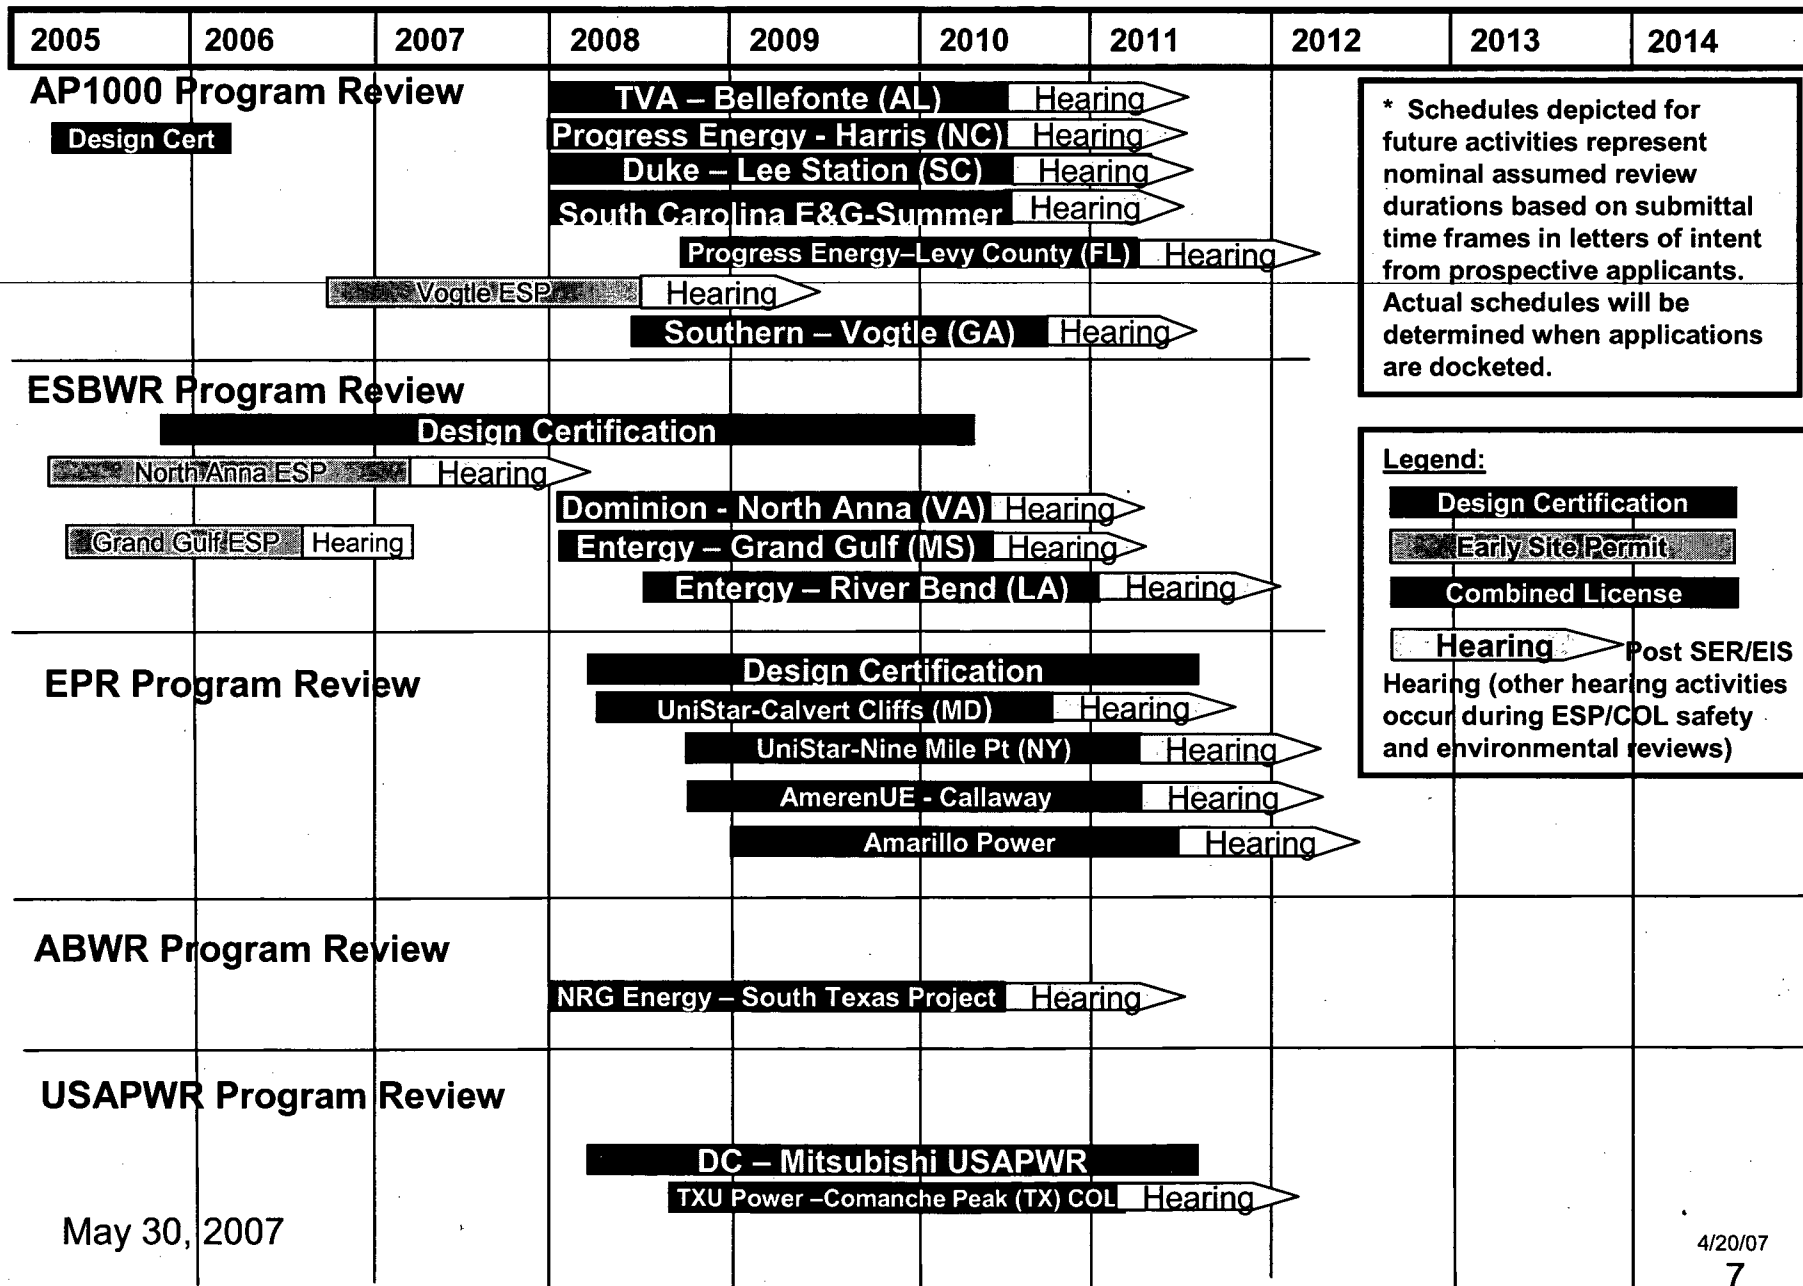 2005 2006 2007 2008 2009 2010 2011 2012 2013 2014
AP1000 Program Review
Design Cert
TVA – Bellefonte (AL) Hearing
Progress Energy - Harris (NC) Hearing
Duke – Lee Station (SC) Hearing
South Carolina E&G-Summer Hearing
Progress Energy–Levy County (FL) Hearing
Vogtle ESP Hearing
Southern – Vogtle (GA) Hearing
* Schedules depicted for
future activities represent
nominal assumed review
durations based on submittal
time frames in letters of intent
from prospective applicants.
Actual schedules will be
determined when applications
are docketed.
ESBWR Program Review
Design Certification
North Anna ESP Hearing
Dominion - North Anna (VA) Hearing
Grand Gulf ESP Hearing
Entergy – Grand Gulf (MS) Hearing
Entergy – River Bend (LA) Hearing
Legend:
Design Certification
Early Site Permit
Combined License
Hearing Post SER/EIS
Hearing (other hearing activities
occur during ESP/COL safety
and environmental reviews)
EPR Program Review
Design Certification
UniStar-Calvert Cliffs (MD) Hearing
UniStar-Nine Mile Pt (NY) Hearing
AmerenUE - Callaway Hearing
Amarillo Power Hearing
ABWR Program Review
NRG Energy – South Texas Project Hearing
USAPWR Program Review
DC – Mitsubishi USAPWR
TXU Power –Comanche Peak (TX) COL Hearing
May 30, 2007
4/20/07
7